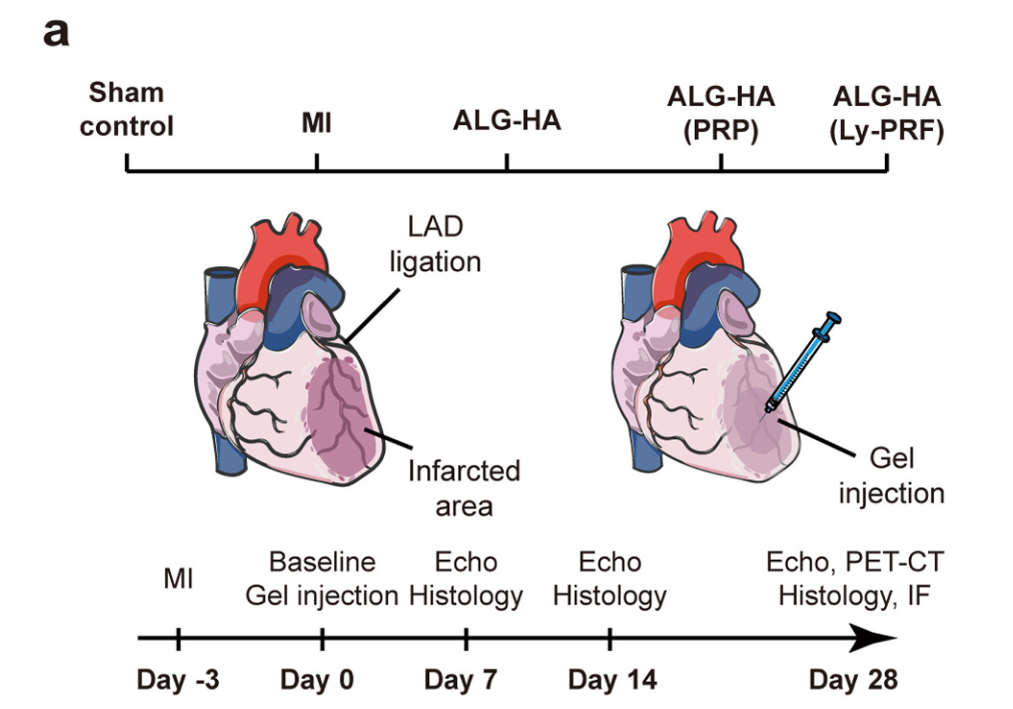 a
Sham
control
MI
ALG-HA
ALG-HA
(PRP)
ALG-HA
(Ly-PRF)
LAD
ligation
Infarcted
area
Gel
injection
MI
Baseline
Gel injection
Echo
Histology
Echo
Histology
Echo, PET-CT
Histology, IF
Day -3
Day 0
Day 7
Day 14
Day 28